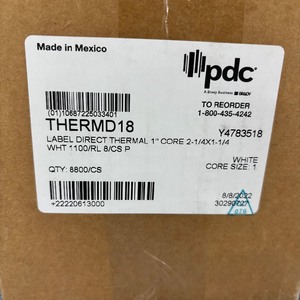 Made in Mexico
pdc
A Brady Business BRADY
(01)10687225033401
TO REORDER
1-800-435-4242
THERMD18
Y4783518
LABEL DIRECT THERMAL 1" CORE 2-1/4X1-1/4
WHT 1100/RL 8/CS P
WHITE
QTY: 8800/CS
CORE SIZE: 1
8/8/2022
30290727
+22220613000